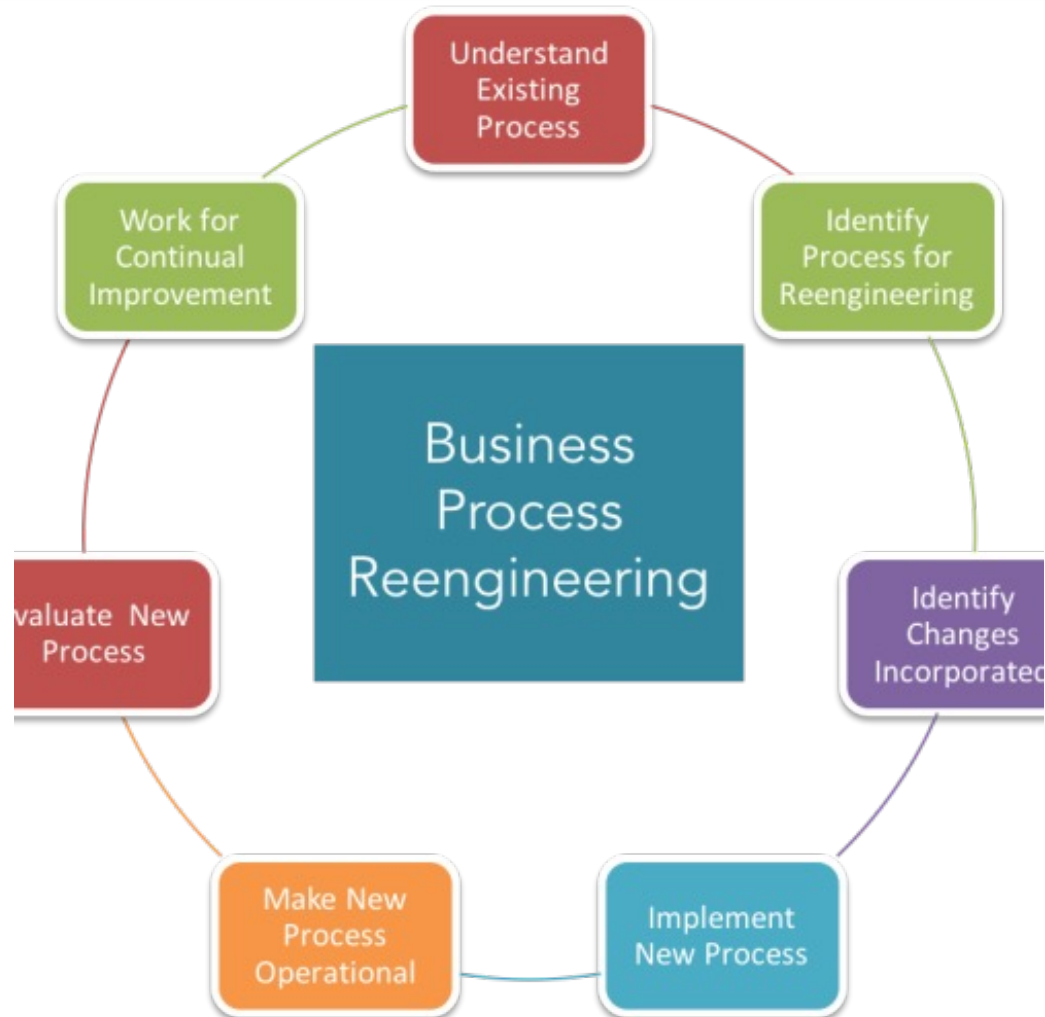 Understand
Existing
Process
Identify
Process for
Reengineering
Identify
Changes
Incorporated
Implement
New Process
Make New
Process
Operational
valuate New
Process
Work for
Continual
Improvement
Business
Process
Reengineering